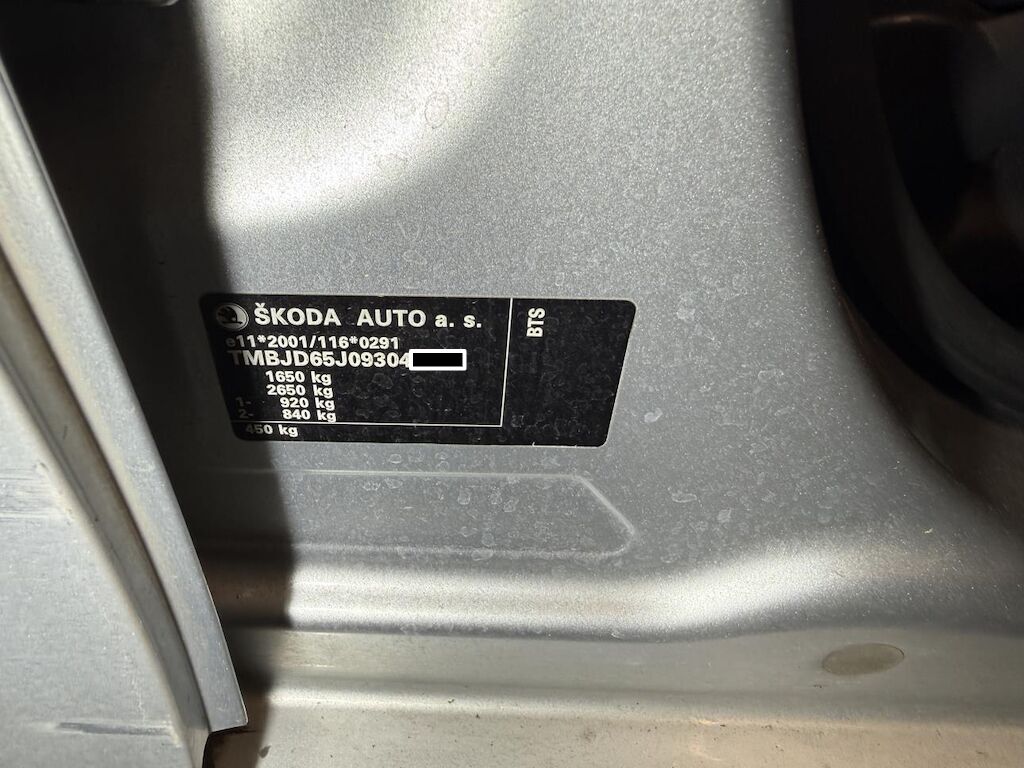 ŠKODA AUTO a. s.
e11*2001/116*0291
TMBJD65J09304
1650 kg
2650 kg
1- 920 kg
2- 840 kg
450 kg
BTS